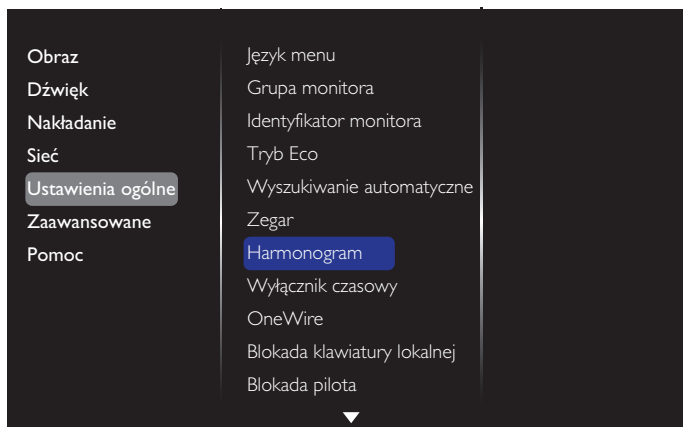 Obraz
Dźwięk
Nakładanie
Sieć
Ustawienia ogólne
Zaawansowane
Pomoc
Język menu
Grupa monitora
Identyfikator monitora
Tryb Eco
Wyszukiwanie automatyczne
Zegar
Harmonogram
Wyłącznik czasowy
OneWire
Blokada klawiatury lokalnej
Blokada pilota